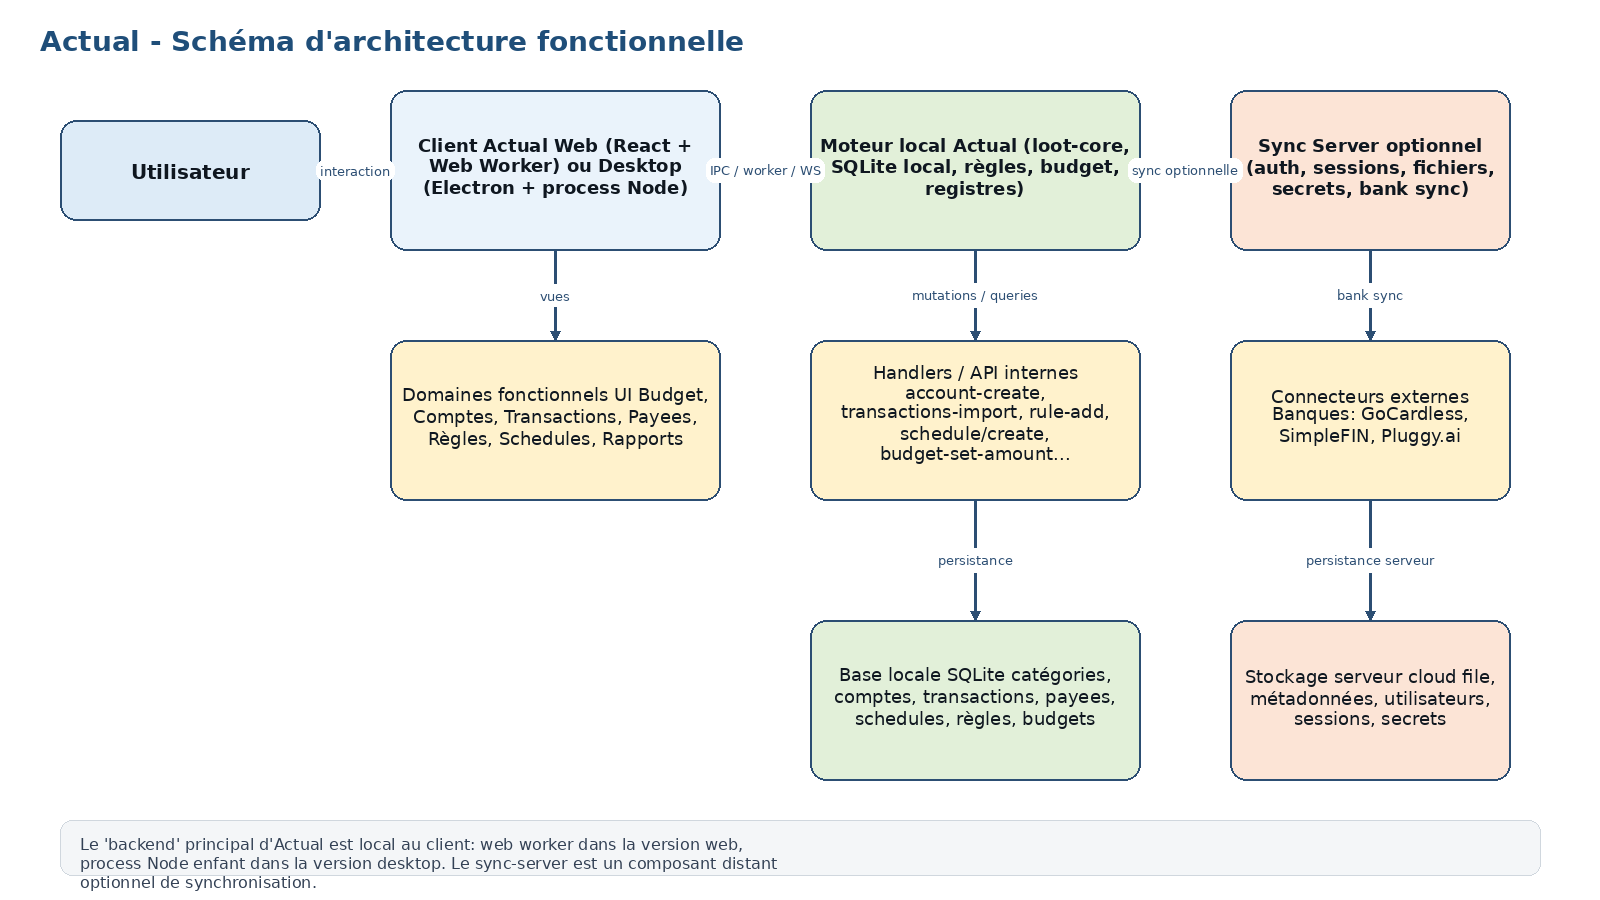 Actual - Schéma d'architecture fonctionnelle
Utilisateur
interaction
Client Actual Web (React +
Web Worker) ou Desktop
(Electron + process Node)
IPC / worker / WS
Moteur local Actual (loot-core,
SQLite local, règles, budget,
registres)
sync optionnelle
Sync Server optionnel
(auth, sessions, fichiers,
secrets, bank sync)
vues
mutations / queries
bank sync
Domaines fonctionnels UI Budget,
Comptes, Transactions, Payees,
Règles, Schedules, Rapports
Handlers / API internes
account-create,
transactions-import, rule-add,
schedule/create,
budget-set-amount...
Connecteurs externes
Banques: GoCardless,
SimpleFIN, Pluggy.ai
persistance
persistance serveur
Base locale SQLite catégories,
comptes, transactions, payees,
schedules, règles, budgets
Stockage serveur cloud file,
métadonnées, utilisateurs,
sessions, secrets
Le 'backend' principal d'Actual est local au client: web worker dans la version web,
process Node enfant dans la version desktop. Le sync-server est un composant distant
optionnel de synchronisation.